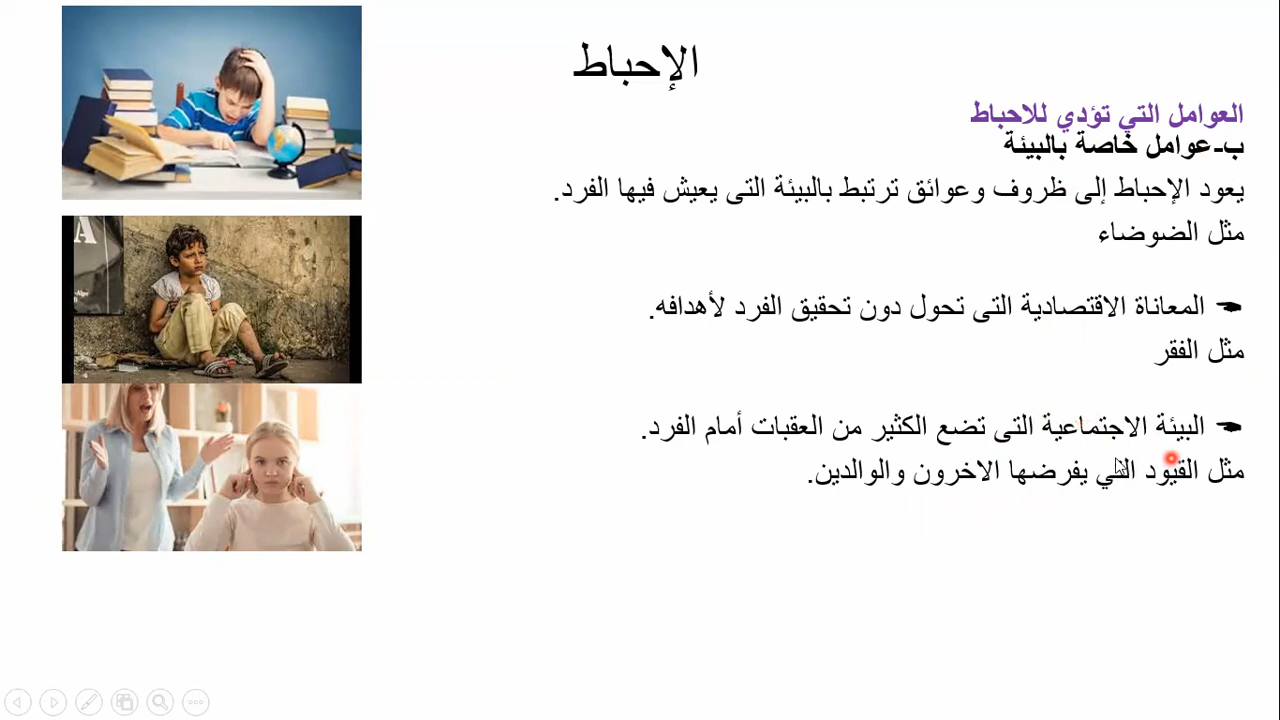 الإحباط
العوامل التي تؤدي للاحباط
ب-عوامل خاصة بالبيئة
يعود الإحباط إلى ظروف وعوائق ترتبط بالبيئة التى يعيش فيها الفرد.
مثل الضوضاء
المعاناة الاقتصادية التى تحول دون تحقيق الفرد لأهدافه.
مثل الفقر
البيئة الاجتماعية التى تضع الكثير من العقبات أمام الفرد.
مثل القيود التي يفرضها الاخرون والوالدين.
A